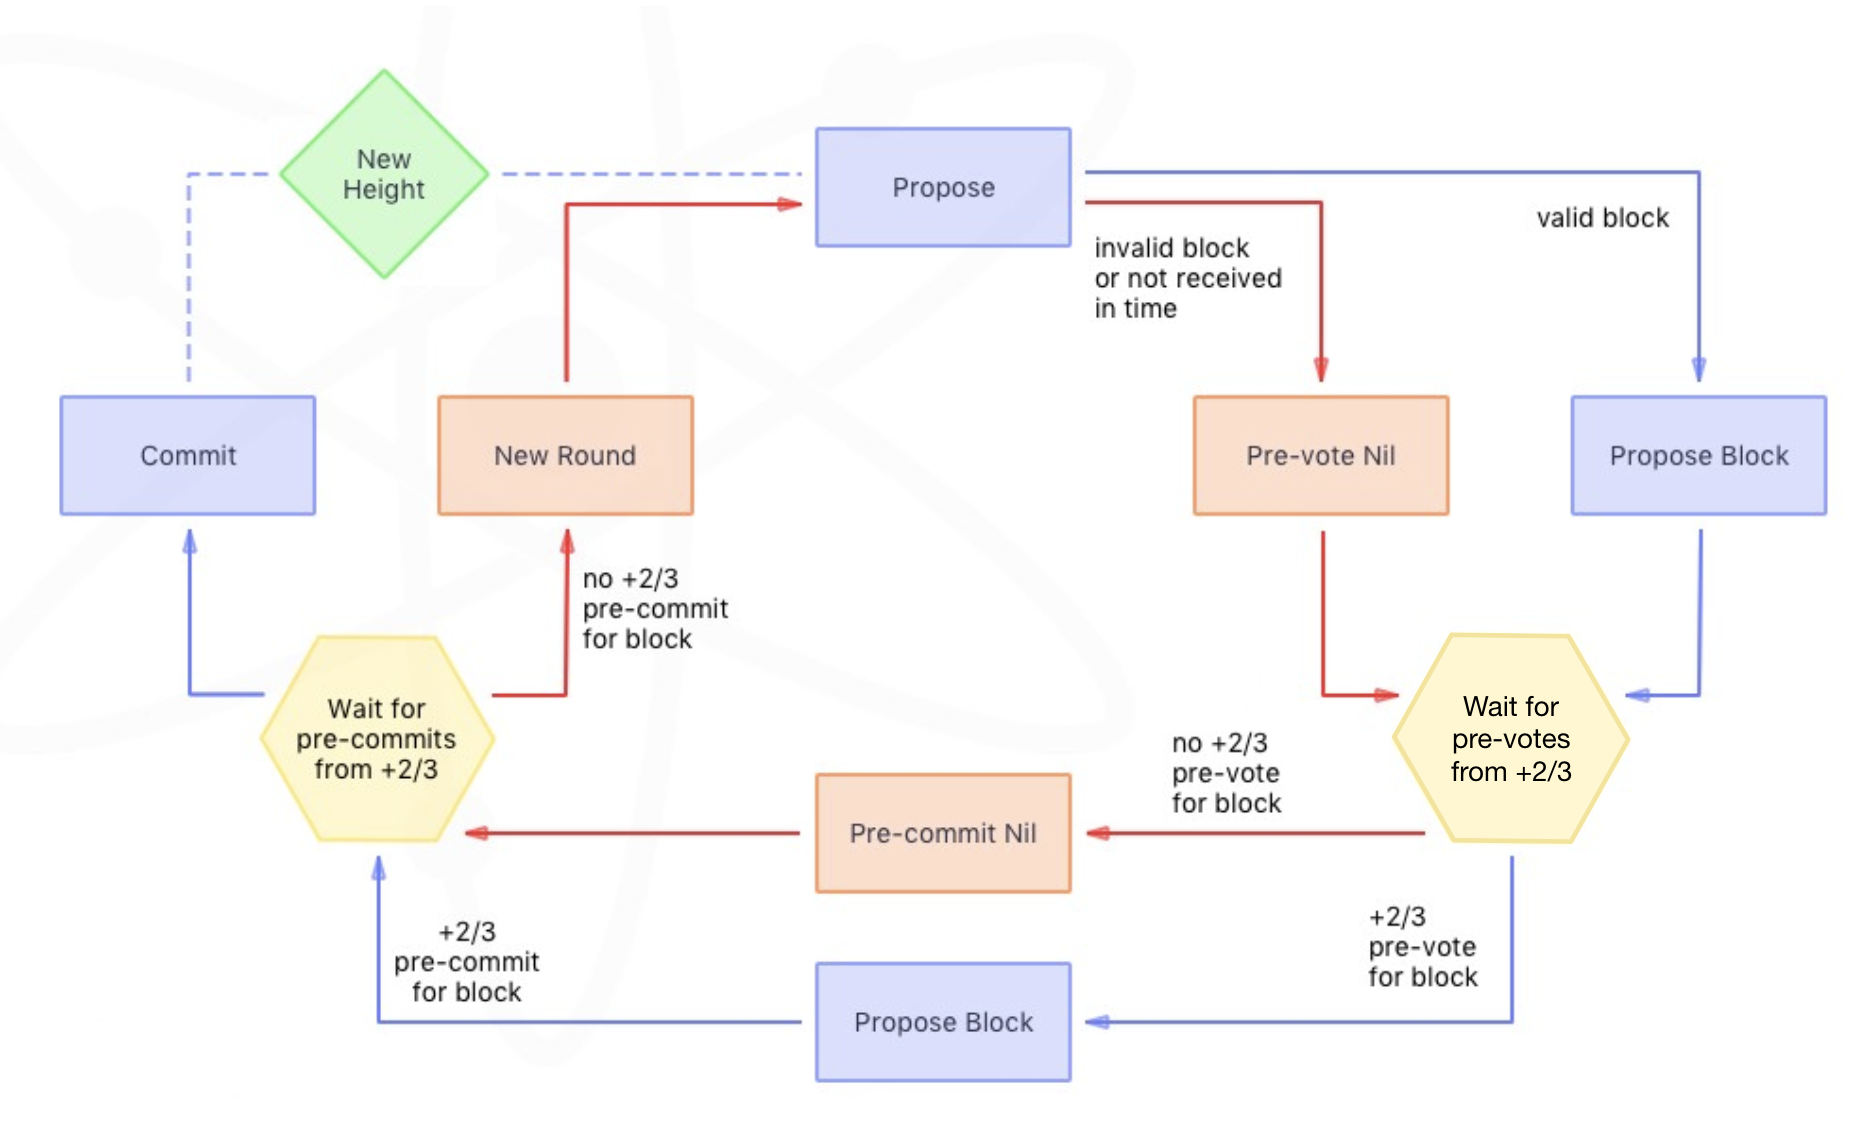 New
Height
Propose
valid block
invalid block
or not received
in time
Commit
New Round
Pre-vote Nil
Propose Block
no +2/3
pre-commit
for block
Wait for
pre-commits
from +2/3
Wait for
pre-votes
from +2/3
no +2/3
pre-vote
for block
Pre-commit Nil
+2/3
pre-commit
for block
+2/3
pre-vote
for block
Propose Block